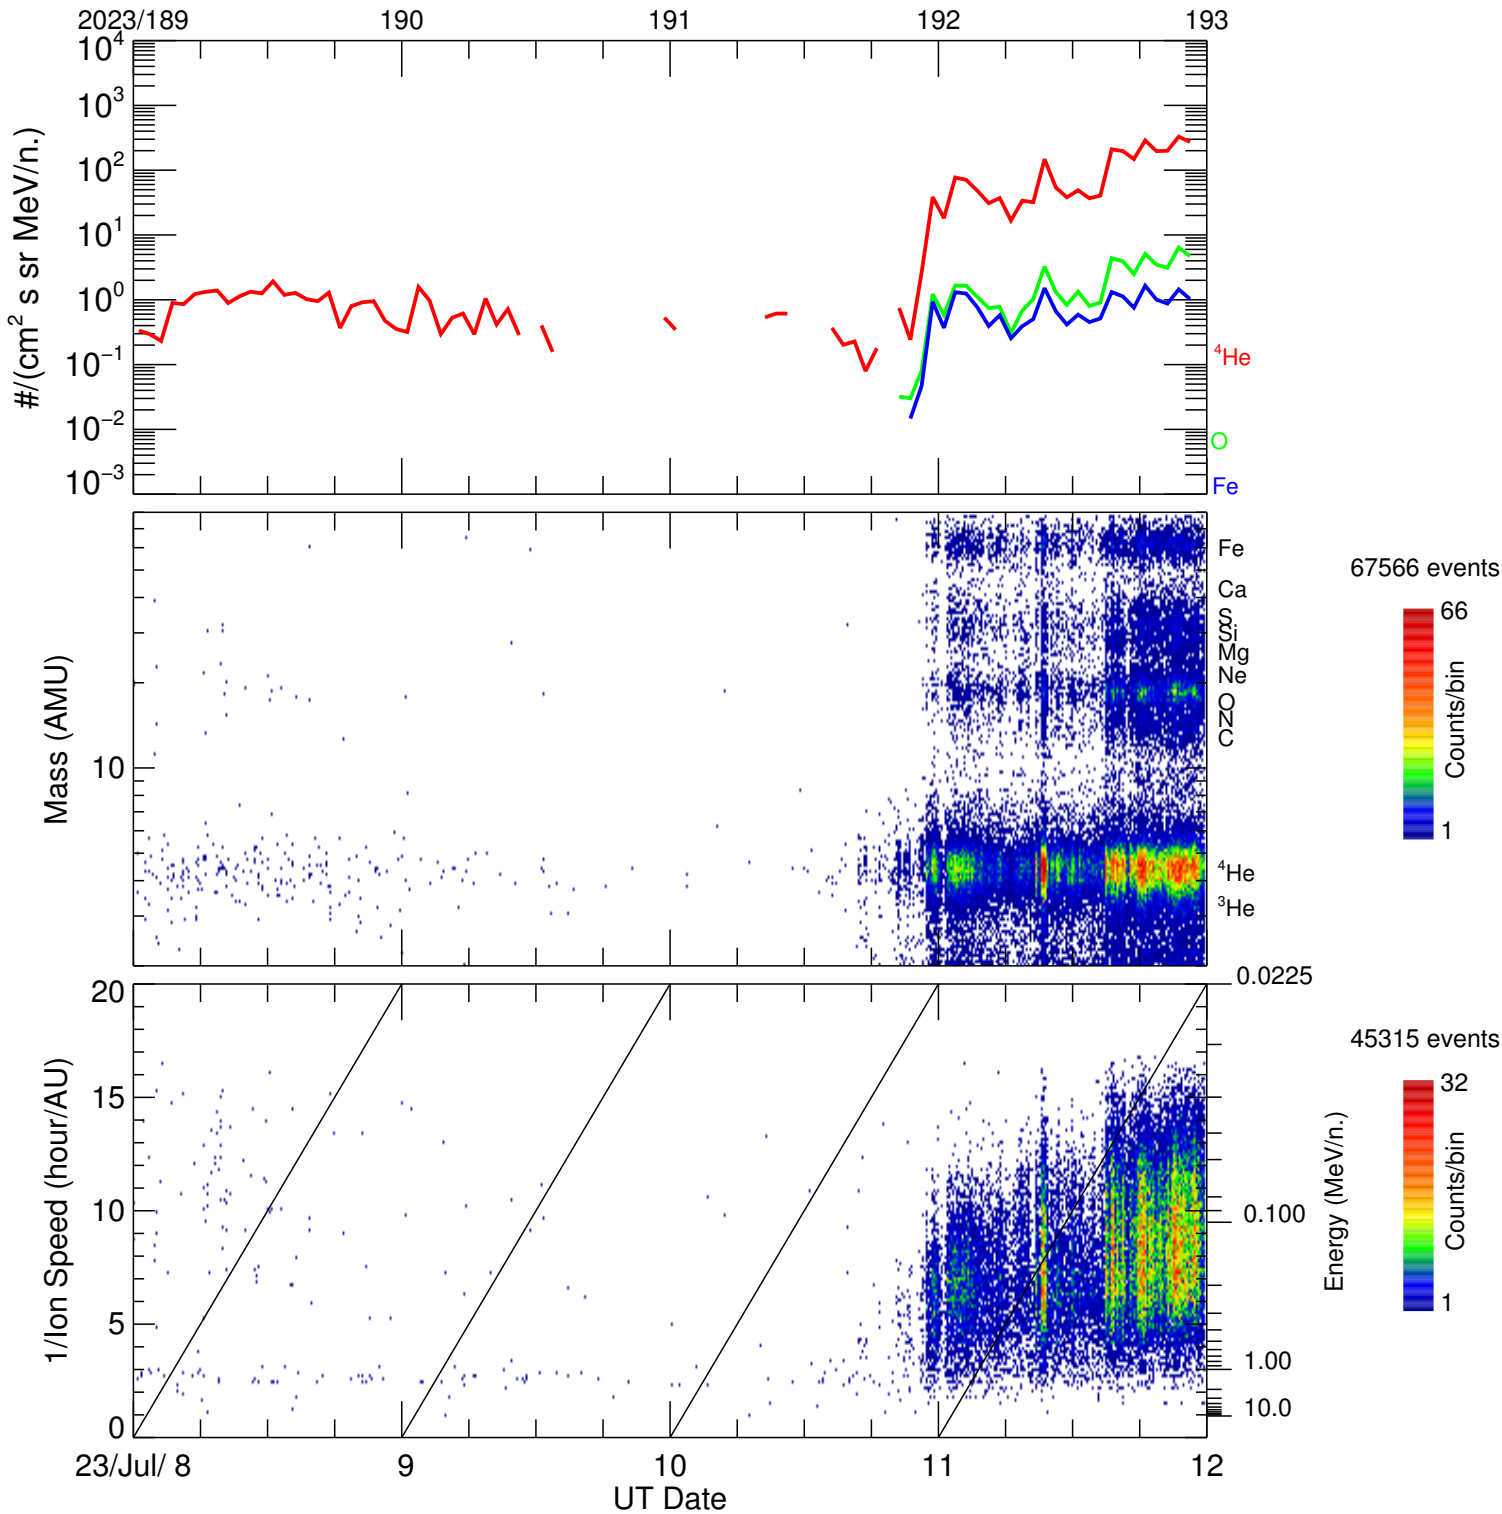 2023/189 190 191 192 193
10^4
10^3
10^2
10^1
10^0
10^−1
10^−2
10^−3
#/(cm^2 s sr MeV/n.)
^4He
O
Fe
Mass (AMU)
10
Fe
Ca
S
Si
Mg
Ne
O
N
C
^4He
^3He
67566 events
66
Counts/bin
1
1/Ion Speed (hour/AU)
20
15
10
5
0
0.0225
0.100
1.00
10.0
Energy (MeV/n.)
45315 events
32
Counts/bin
1
23/Jul/ 8 9 10 11 12
UT Date